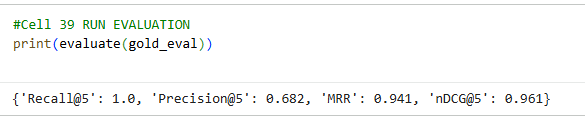 #Cell 39 RUN EVALUATION
print(evaluate(gold_eval))
{'Recall@5': 1.0, 'Precision@5': 0.682, 'MRR': 0.941, 'nDCG@5': 0.961}